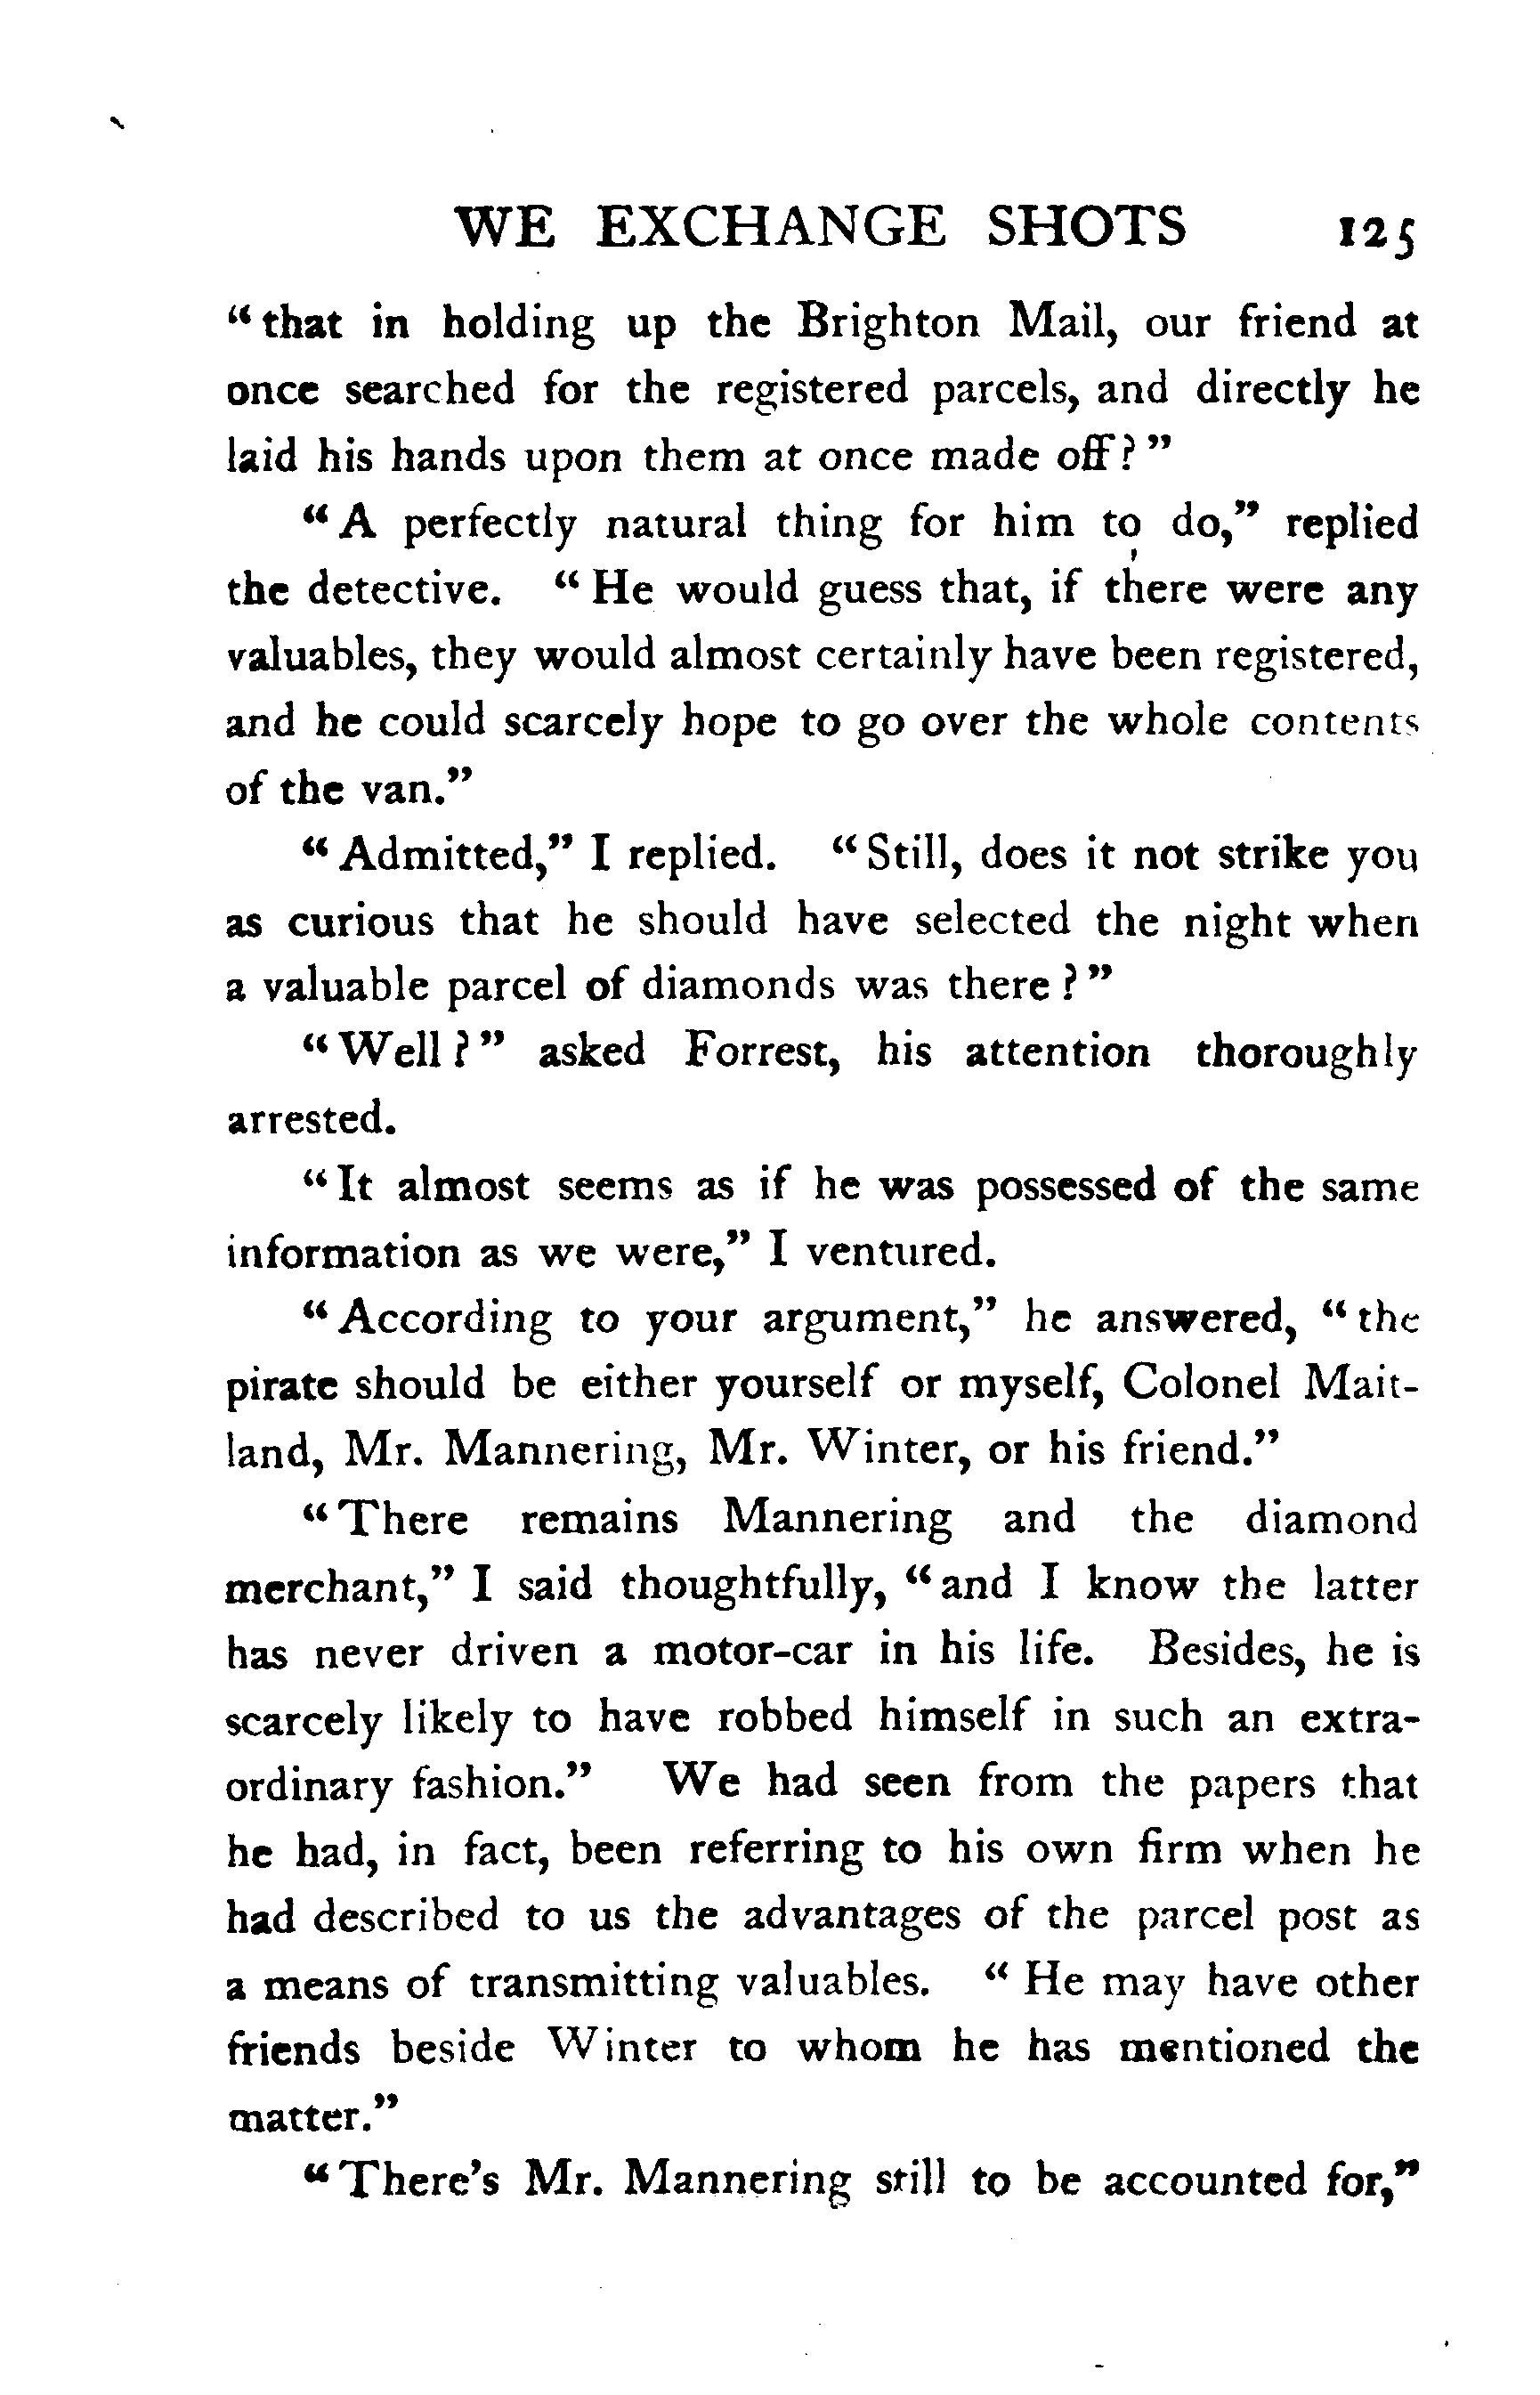 WE EXCHANGE SHOTS 125
"that in holding up the Brighton Mail, our friend at
once searched for the registered parcels, and directly he
laid his hands upon them at once made off?"
"A perfectly natural thing for him to do," replied
the detective. "He would guess that, if there were any
valuables, they would almost certainly have been registered,
and he could scarcely hope to go over the whole contents
of the van."
"Admitted," I replied. "Still, does it not strike you
as curious that he should have selected the night when
a valuable parcel of diamonds was there?"
"Well?" asked Forrest, his attention thoroughly
arrested.
"It almost seems as if he was possessed of the same
information as we were," I ventured.
"According to your argument," he answered, "the
pirate should be either yourself or myself, Colonel Mait-
land, Mr. Mannering, Mr. Winter, or his friend."
"There remains Mannering and the diamond
merchant," I said thoughtfully, "and I know the latter
has never driven a motor-car in his life. Besides, he is
scarcely likely to have robbed himself in such an extra-
ordinary fashion." We had seen from the papers that
he had, in fact, been referring to his own firm when he
had described to us the advantages of the parcel post as
a means of transmitting valuables. "He may have other
friends beside Winter to whom he has mentioned the
matter."
"There's Mr. Mannering still to be accounted for,"